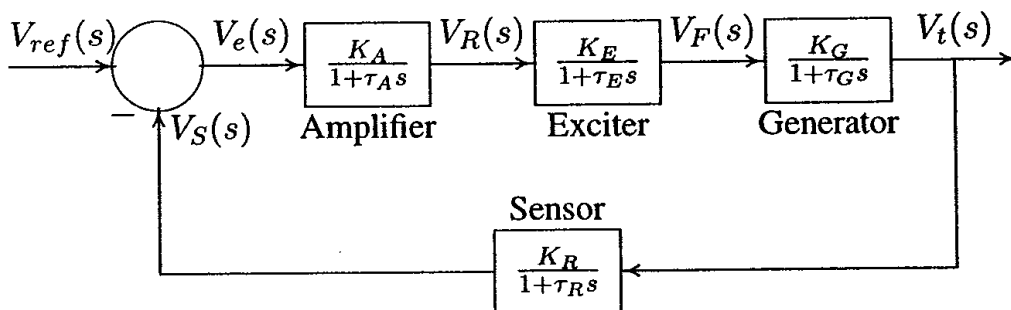 V_{ref}(s) V_e(s) V_R(s) V_F(s) V_t(s)
K_A K_E K_G
1+τ_A s 1+τ_E s 1+τ_G s
− V_S(s) Amplifier Exciter Generator
Sensor
K_R
1+τ_R s